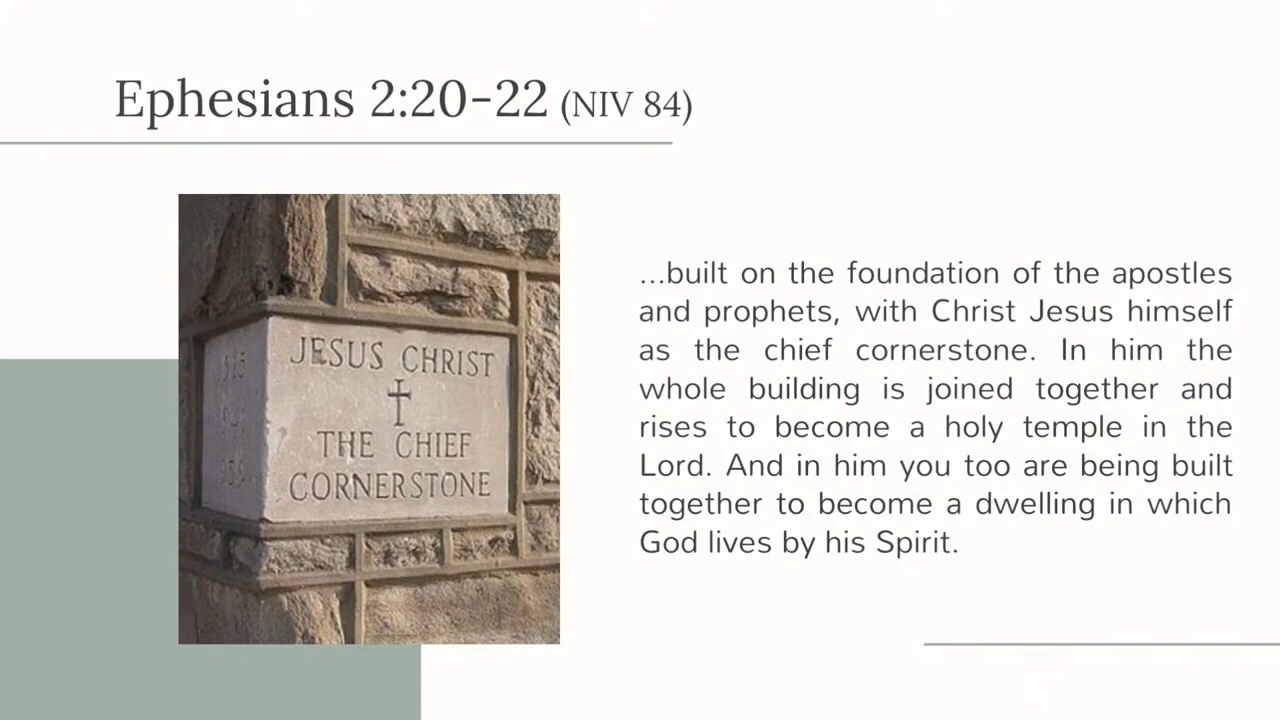 Ephesians 2:20-22 (NIV 84)
JESUS CHRIST
THE CHIEF
CORNERSTONE
...built on the foundation of the apostles
and prophets, with Christ Jesus himself
as the chief cornerstone. In him the
whole building is joined together and
rises to become a holy temple in the
Lord. And in him you too are being built
together to become a dwelling in which
God lives by his Spirit.